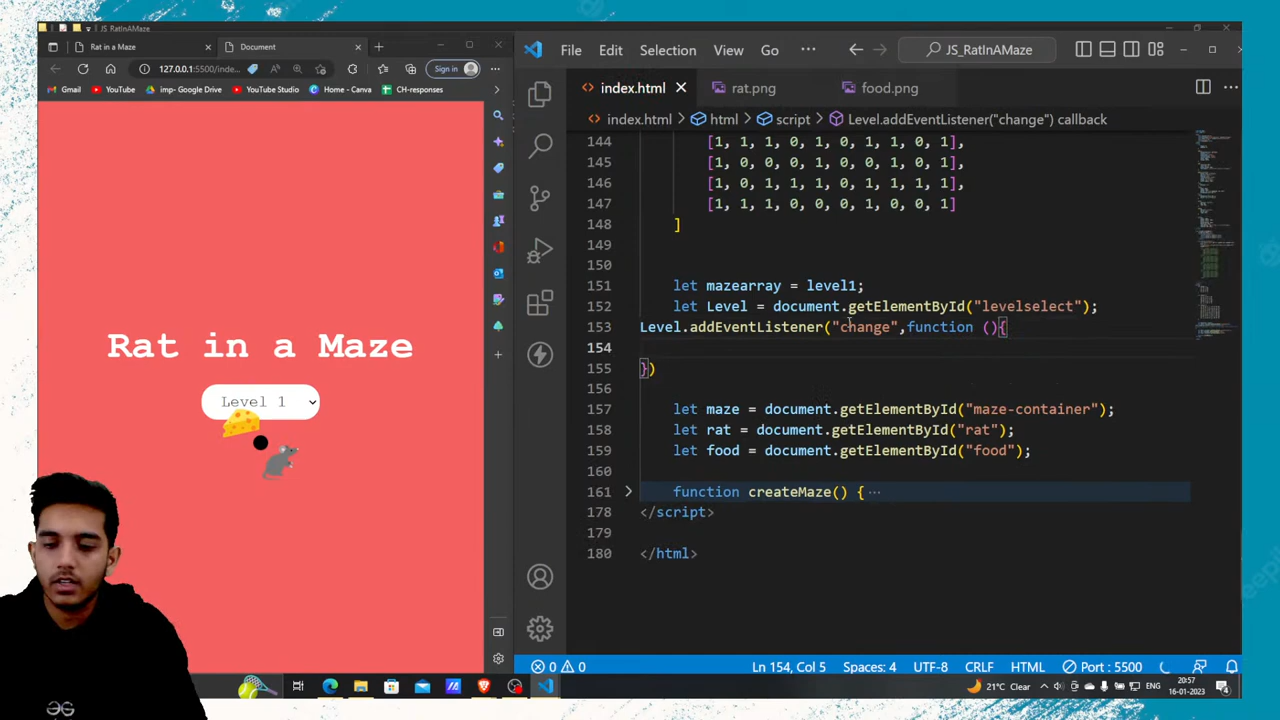 JS_RatInAMaze
Rat in a Maze
Document
127.0.0.1:5500/inde...
Sign in
Gmail
YouTube
imp- Google Drive
YouTube Studio
Home - Canva
CH-responses
Rat in a Maze
Level 1
File Edit Selection View Go ···
JS_RatInAMaze
index.html
rat.png
food.png
index.html > html > script > Level.addEventListener("change") callback
144 [1, 1, 1, 0, 1, 0, 1, 1, 0, 1],
145 [1, 0, 0, 0, 1, 0, 0, 1, 0, 1],
146 [1, 0, 1, 1, 1, 0, 1, 1, 1, 1],
147 [1, 1, 1, 0, 0, 0, 1, 0, 0, 1]
148 ]
149
150
151 let mazearray = level1;
152 let Level = document.getElementById("levelselect");
153 Level.addEventListener("change",function (){
154
155 })
156
157 let maze = document.getElementById("maze-container");
158 let rat = document.getElementById("rat");
159 let food = document.getElementById("food");
160
161 function createMaze() { ···
178 </script>
179
180 </html>
0 0
Ln 154, Col 5 Spaces: 4 UTF-8 CRLF HTML Port : 5500
21°C Clear
ENG
20:57
16-01-2023
4